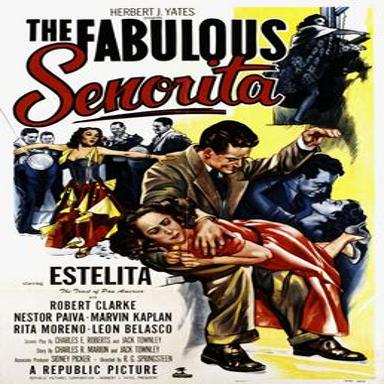 HERBERT J. YATES
THE FABULOUS
Senorita
starring
ESTELITA
The Toast of Pan America
with
ROBERT CLARKE
NESTOR PAIVA · MARVIN KAPLAN
RITA MORENO · LEON BELASCO
Screen Play by CHARLES E. ROBERTS and JACK TOWNLEY
Story by CHARLES R. MARION and JACK TOWNLEY
Associate Producer SIDNEY PICKER · Directed by R. G. SPRINGSTEEN
A REPUBLIC PICTURE